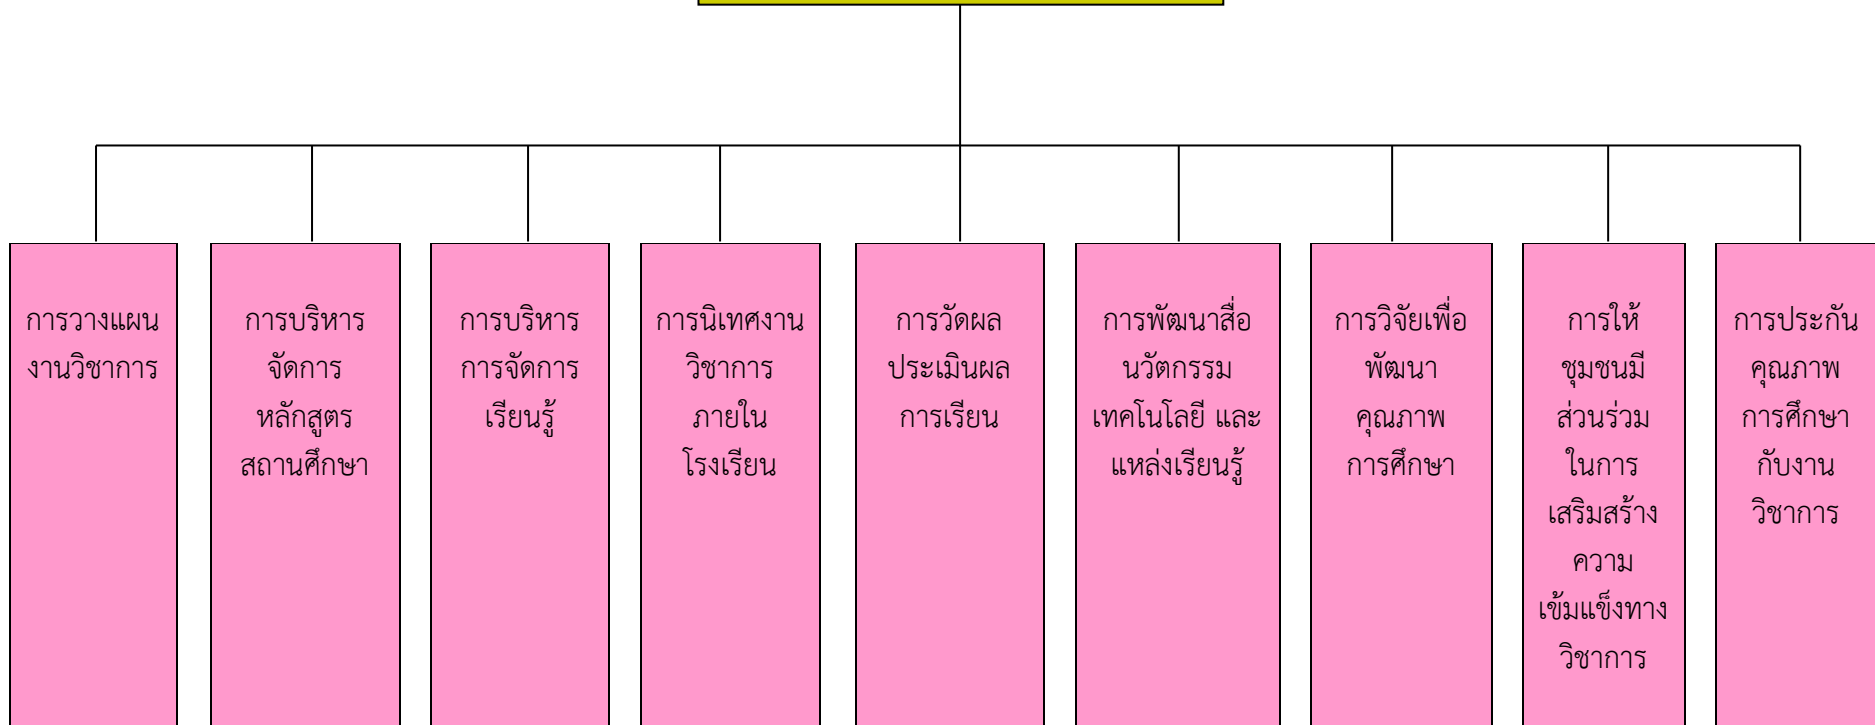 การวางแผน
งานวิชาการ
การบริหาร
จัดการ
หลักสูตร
สถานศึกษา
การบริหาร
การจัดการ
เรียนรู้
การนิเทศงาน
วิชาการ
ภายใน
โรงเรียน
การวัดผล
ประเมินผล
การเรียน
การพัฒนาสื่อ
นวัตกรรม
เทคโนโลยี และ
แหล่งเรียนรู้
การวิจัยเพื่อ
พัฒนา
คุณภาพ
การศึกษา
การให้
ชุมชนมี
ส่วนร่วม
ในการ
เสริมสร้าง
ความ
เข้มแข็งทาง
วิชาการ
การประกัน
คุณภาพ
การศึกษา
กับงาน
วิชาการ